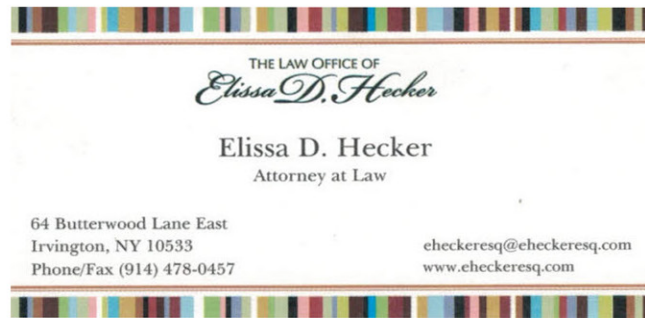 THE LAW OFFICE OF
Elissa D. Hecker
Elissa D. Hecker
Attorney at Law
64 Butterwood Lane East
Irvington, NY 10533
Phone/Fax (914) 478-0457
eheckeresq@eheckeresq.com
www.eheckeresq.com